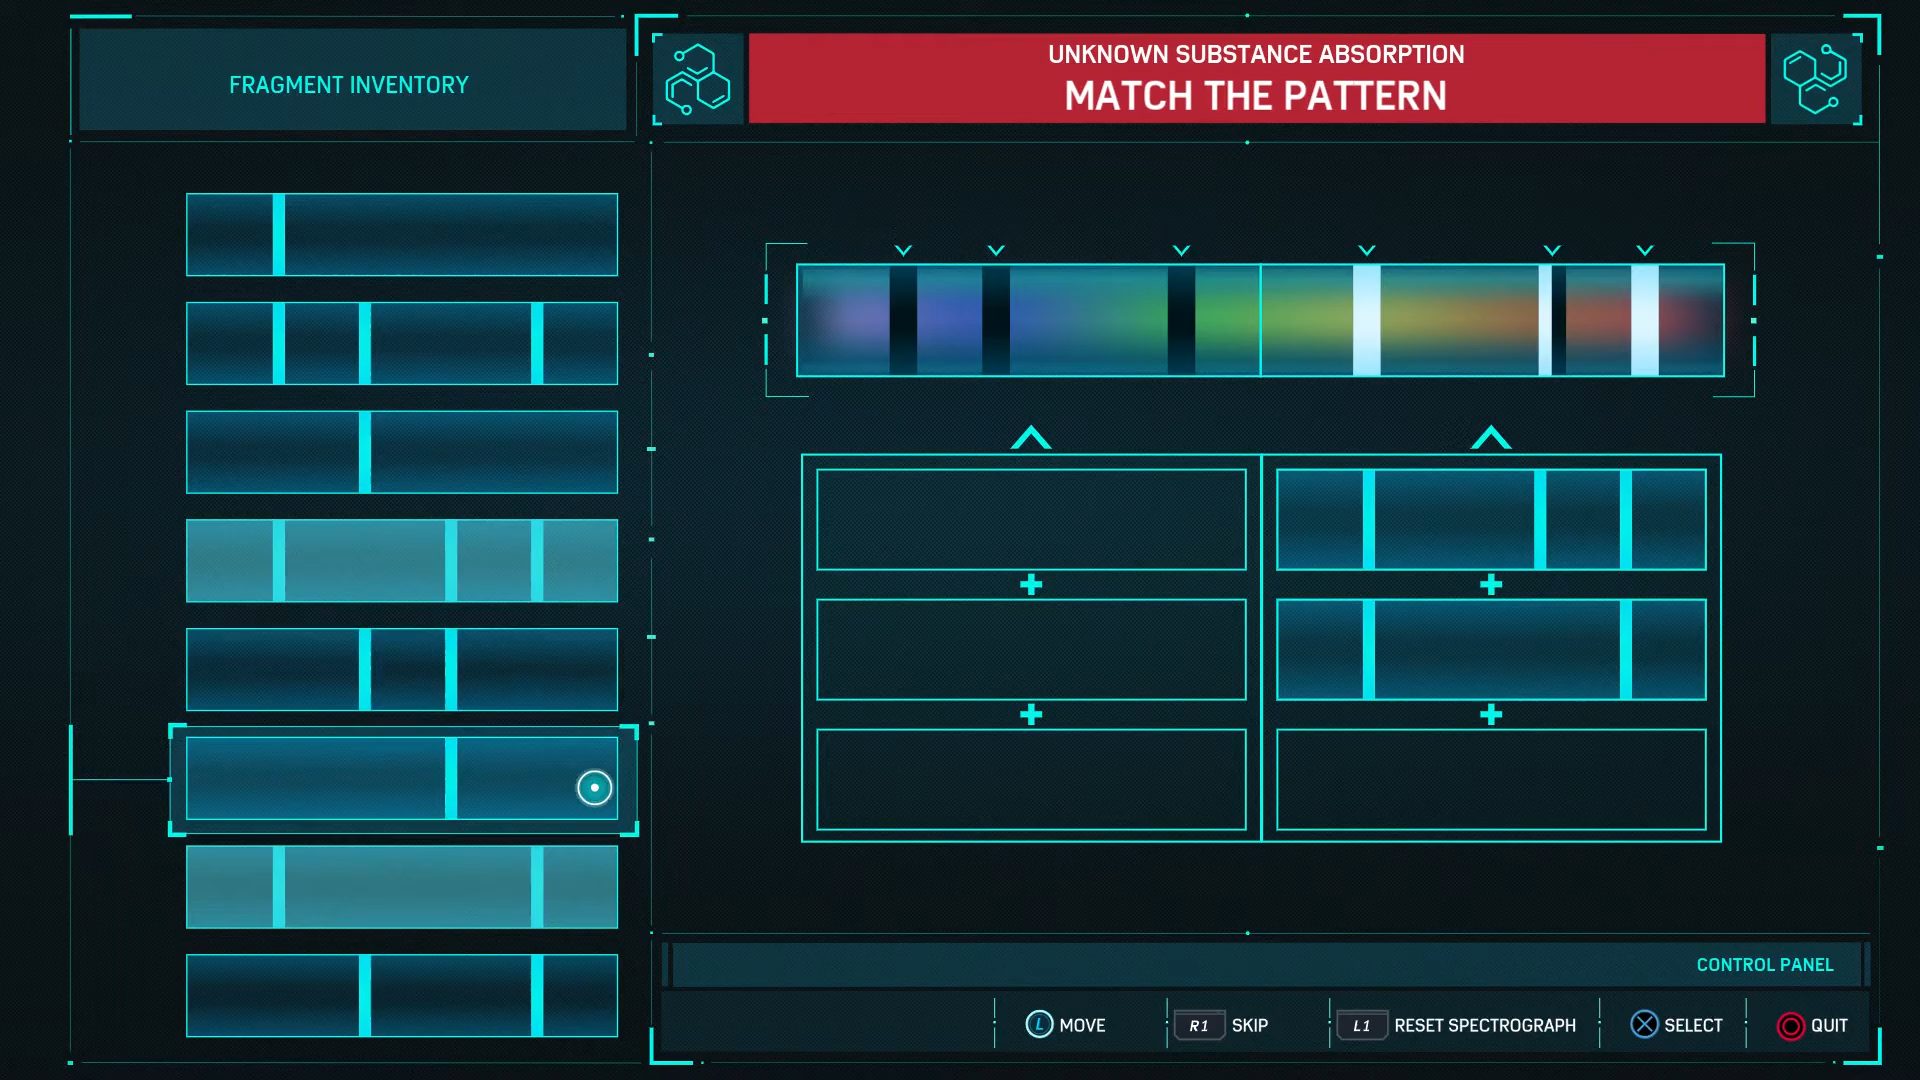 FRAGMENT INVENTORY
UNKNOWN SUBSTANCE ABSORPTION
MATCH THE PATTERN
CONTROL PANEL
L MOVE
R1 SKIP
L1 RESET SPECTROGRAPH
SELECT
QUIT